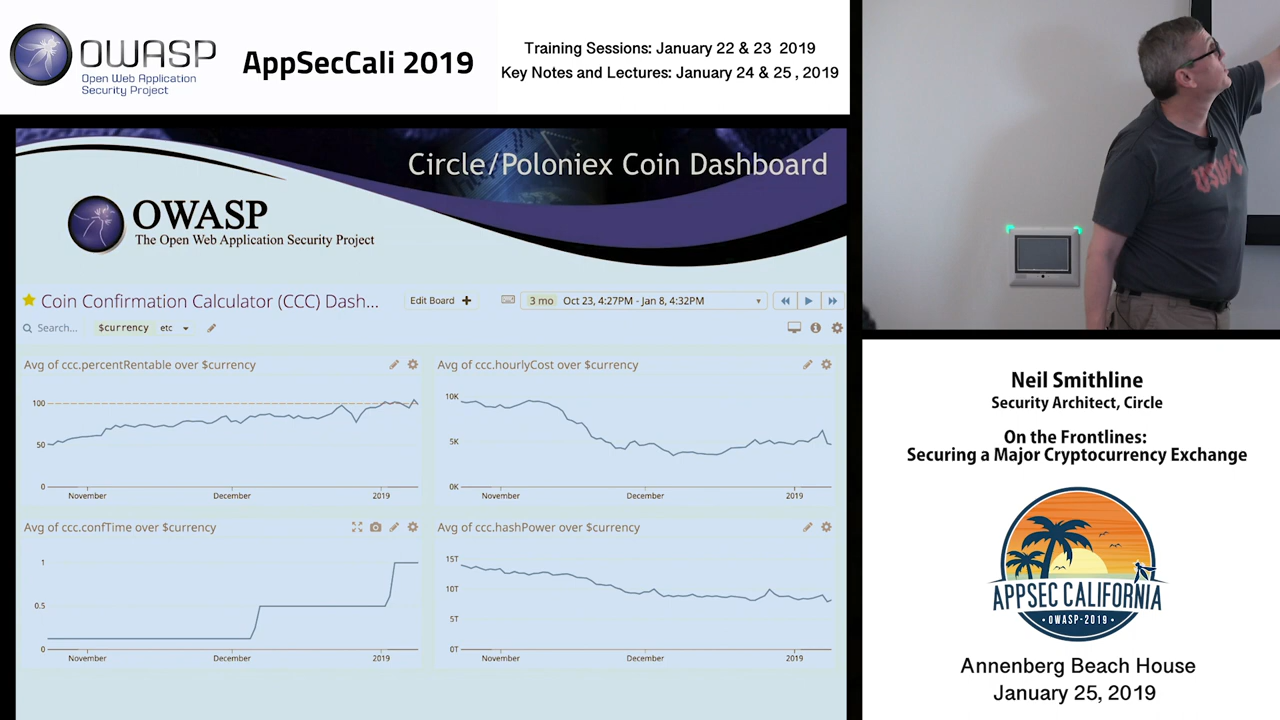 OWASP
Open Web Application
Security Project
AppSecCali 2019
Training Sessions: January 22 & 23 2019
Key Notes and Lectures: January 24 & 25 , 2019
Circle/Poloniex Coin Dashboard
OWASP
The Open Web Application Security Project
Coin Confirmation Calculator (CCC) Dash...
Edit Board +
3 mo Oct 23, 4:27PM - Jan 8, 4:32PM
Search...
$currency etc
Avg of ccc.percentRentable over $currency
100
50
0
November December 2019
Avg of ccc.hourlyCost over $currency
10K
5K
0K
November December 2019
Avg of ccc.confTime over $currency
1
0.5
0
November December 2019
Avg of ccc.hashPower over $currency
15T
10T
5T
0T
November December 2019
Neil Smithline
Security Architect, Circle
On the Frontlines:
Securing a Major Cryptocurrency Exchange
APPSEC CALIFORNIA
• OWASP-2019 •
Annenberg Beach House
January 25, 2019